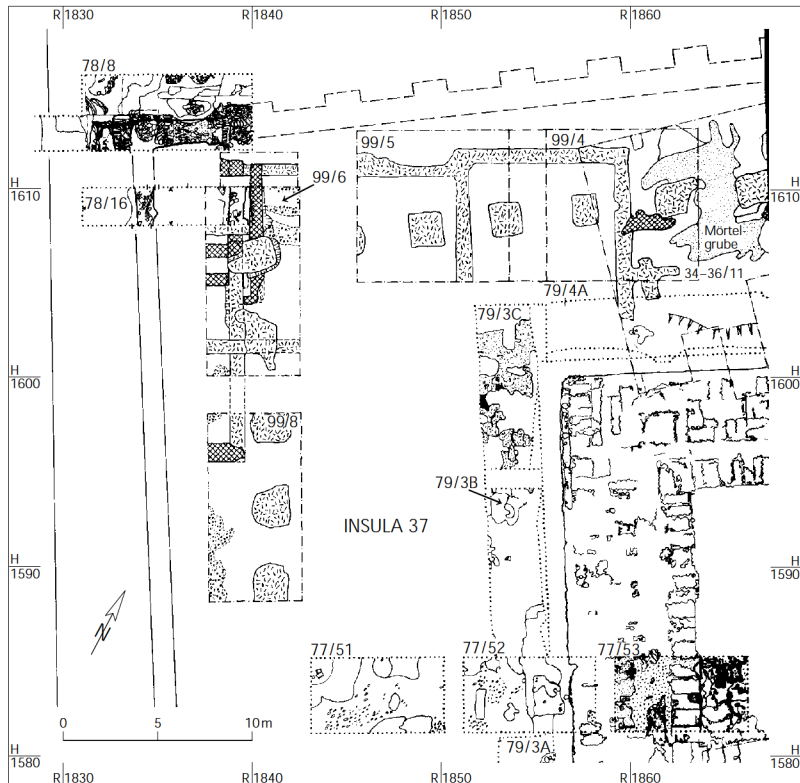 R 1830
R 1840
R 1850
R 1860
78/8
99/5
99/4
99/6
H
1610
H
1610
78/16
Mörtel
grube
34–36/11
79/4A
79/3C
H
1600
H
1600
99/8
79/3B
INSULA 37
H
1590
H
1590
N
77/51
77/52
77/53
0
5
10 m
79/3A
H
1580
H
1580
R 1830
R 1840
R 1850
R 1860